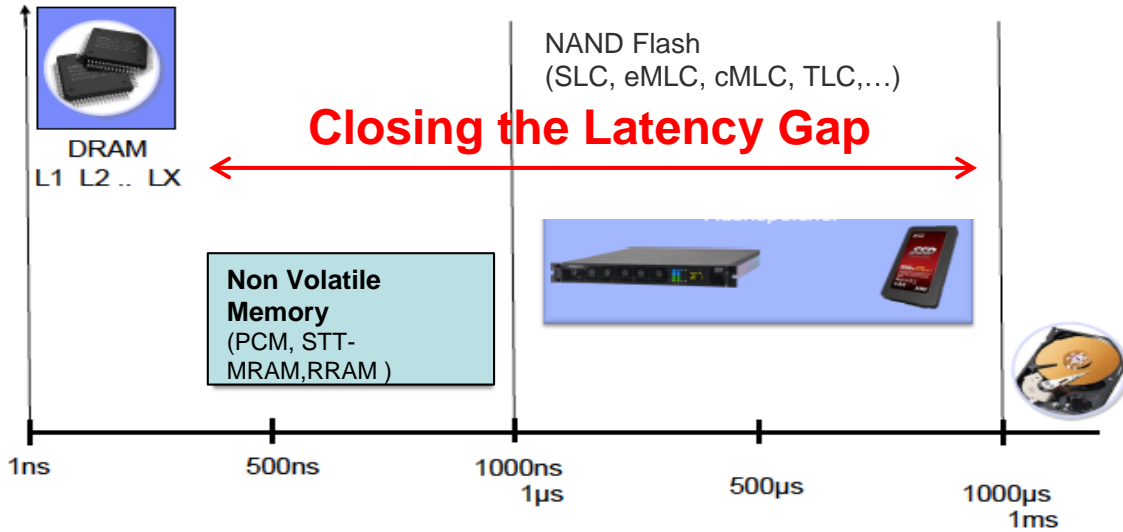 NAND Flash
(SLC, eMLC, cMLC, TLC,…)
Closing the Latency Gap
DRAM
L1 L2 .. LX
Non Volatile
Memory
(PCM, STT-
MRAM,RRAM )
SSD
1ns
500ns
1000ns
1µs
500µs
1000µs
1ms